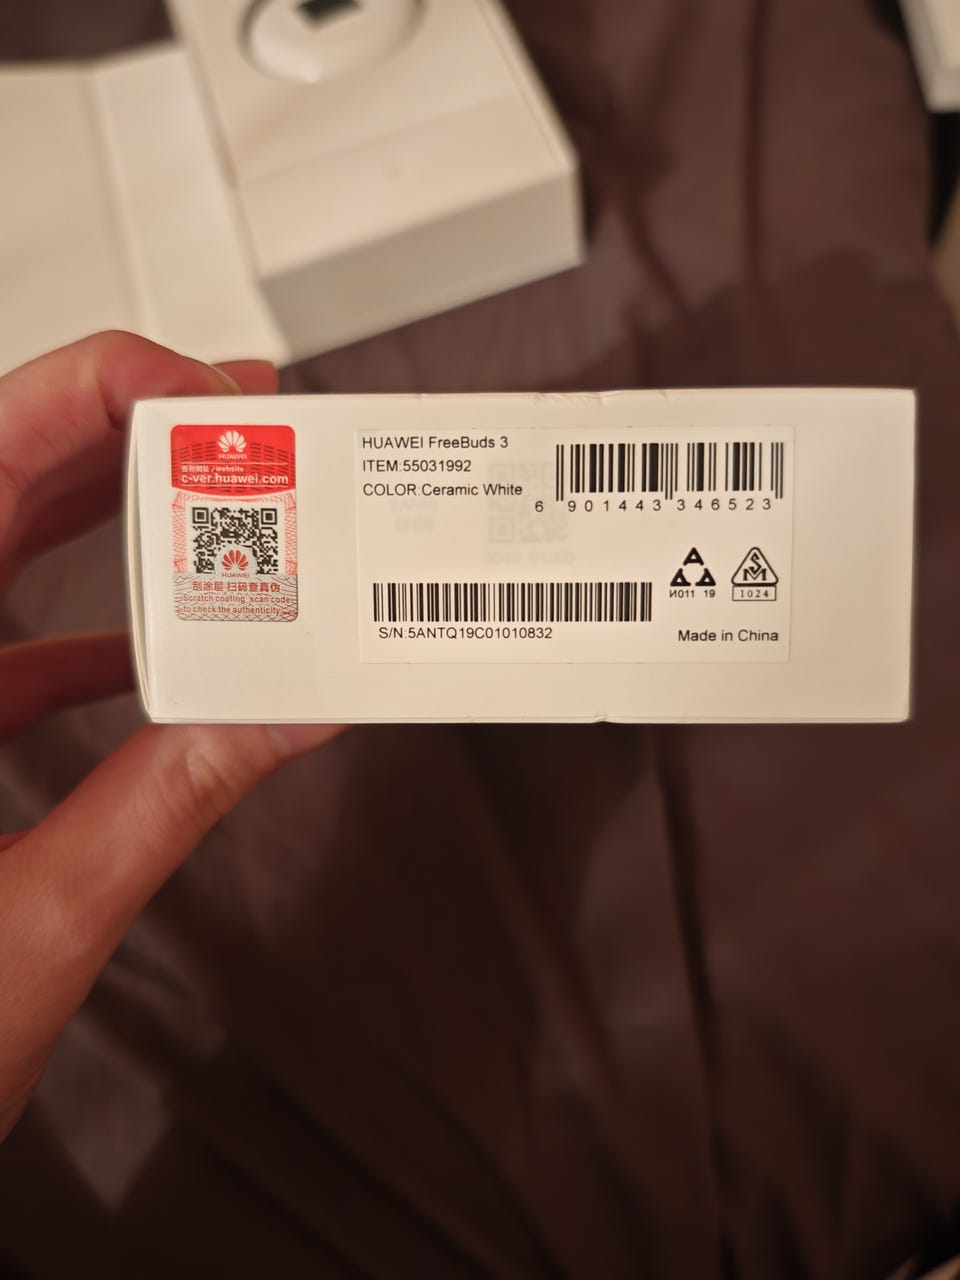 HUAWEI
查询网址 / website
c-ver.huawei.com
HUAWEI
刮涂层 扫码查真伪
Scratch coating, scan code
to check the authenticity
HUAWEI FreeBuds 3
ITEM:55031992
COLOR:Ceramic White
6 901443 346523
И011 19
SM
1024
S/N:5ANTQ19C01010832
Made in China